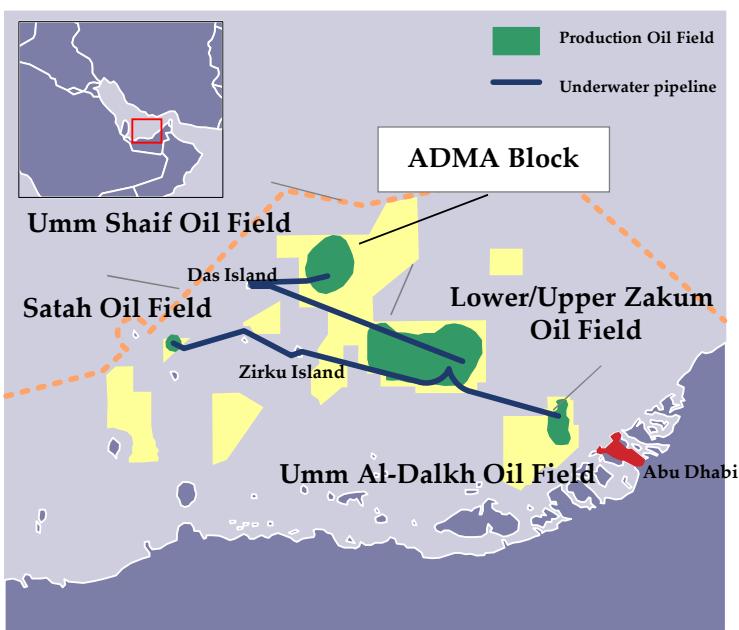 Production Oil Field
Underwater pipeline
ADMA Block
Umm Shaif Oil Field
Das Island
Satah Oil Field
Lower/Upper Zakum
Oil Field
Zirku Island
Umm Al-Dalkh Oil Field
Abu Dhabi